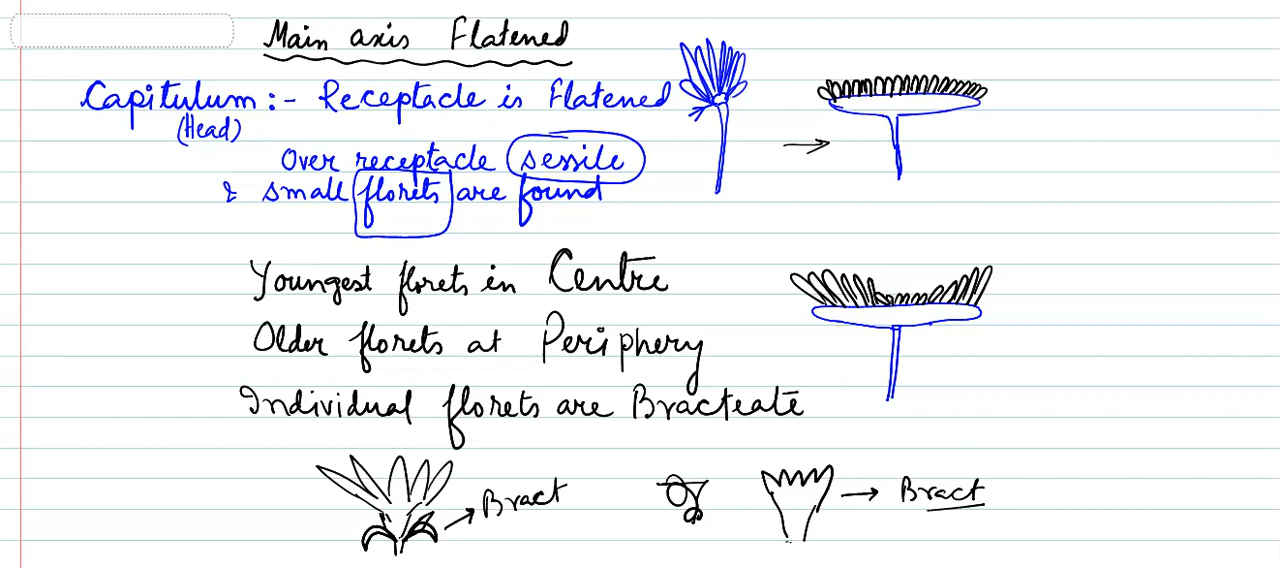 Main axis Flatened
Capitulum :- Receptacle is Flatened
(Head)
Over receptacle sessile
& small florets are found
Youngest florets in Centre
Older florets at Periphery
Individual florets are Bracteate
Bract
Or
Bract